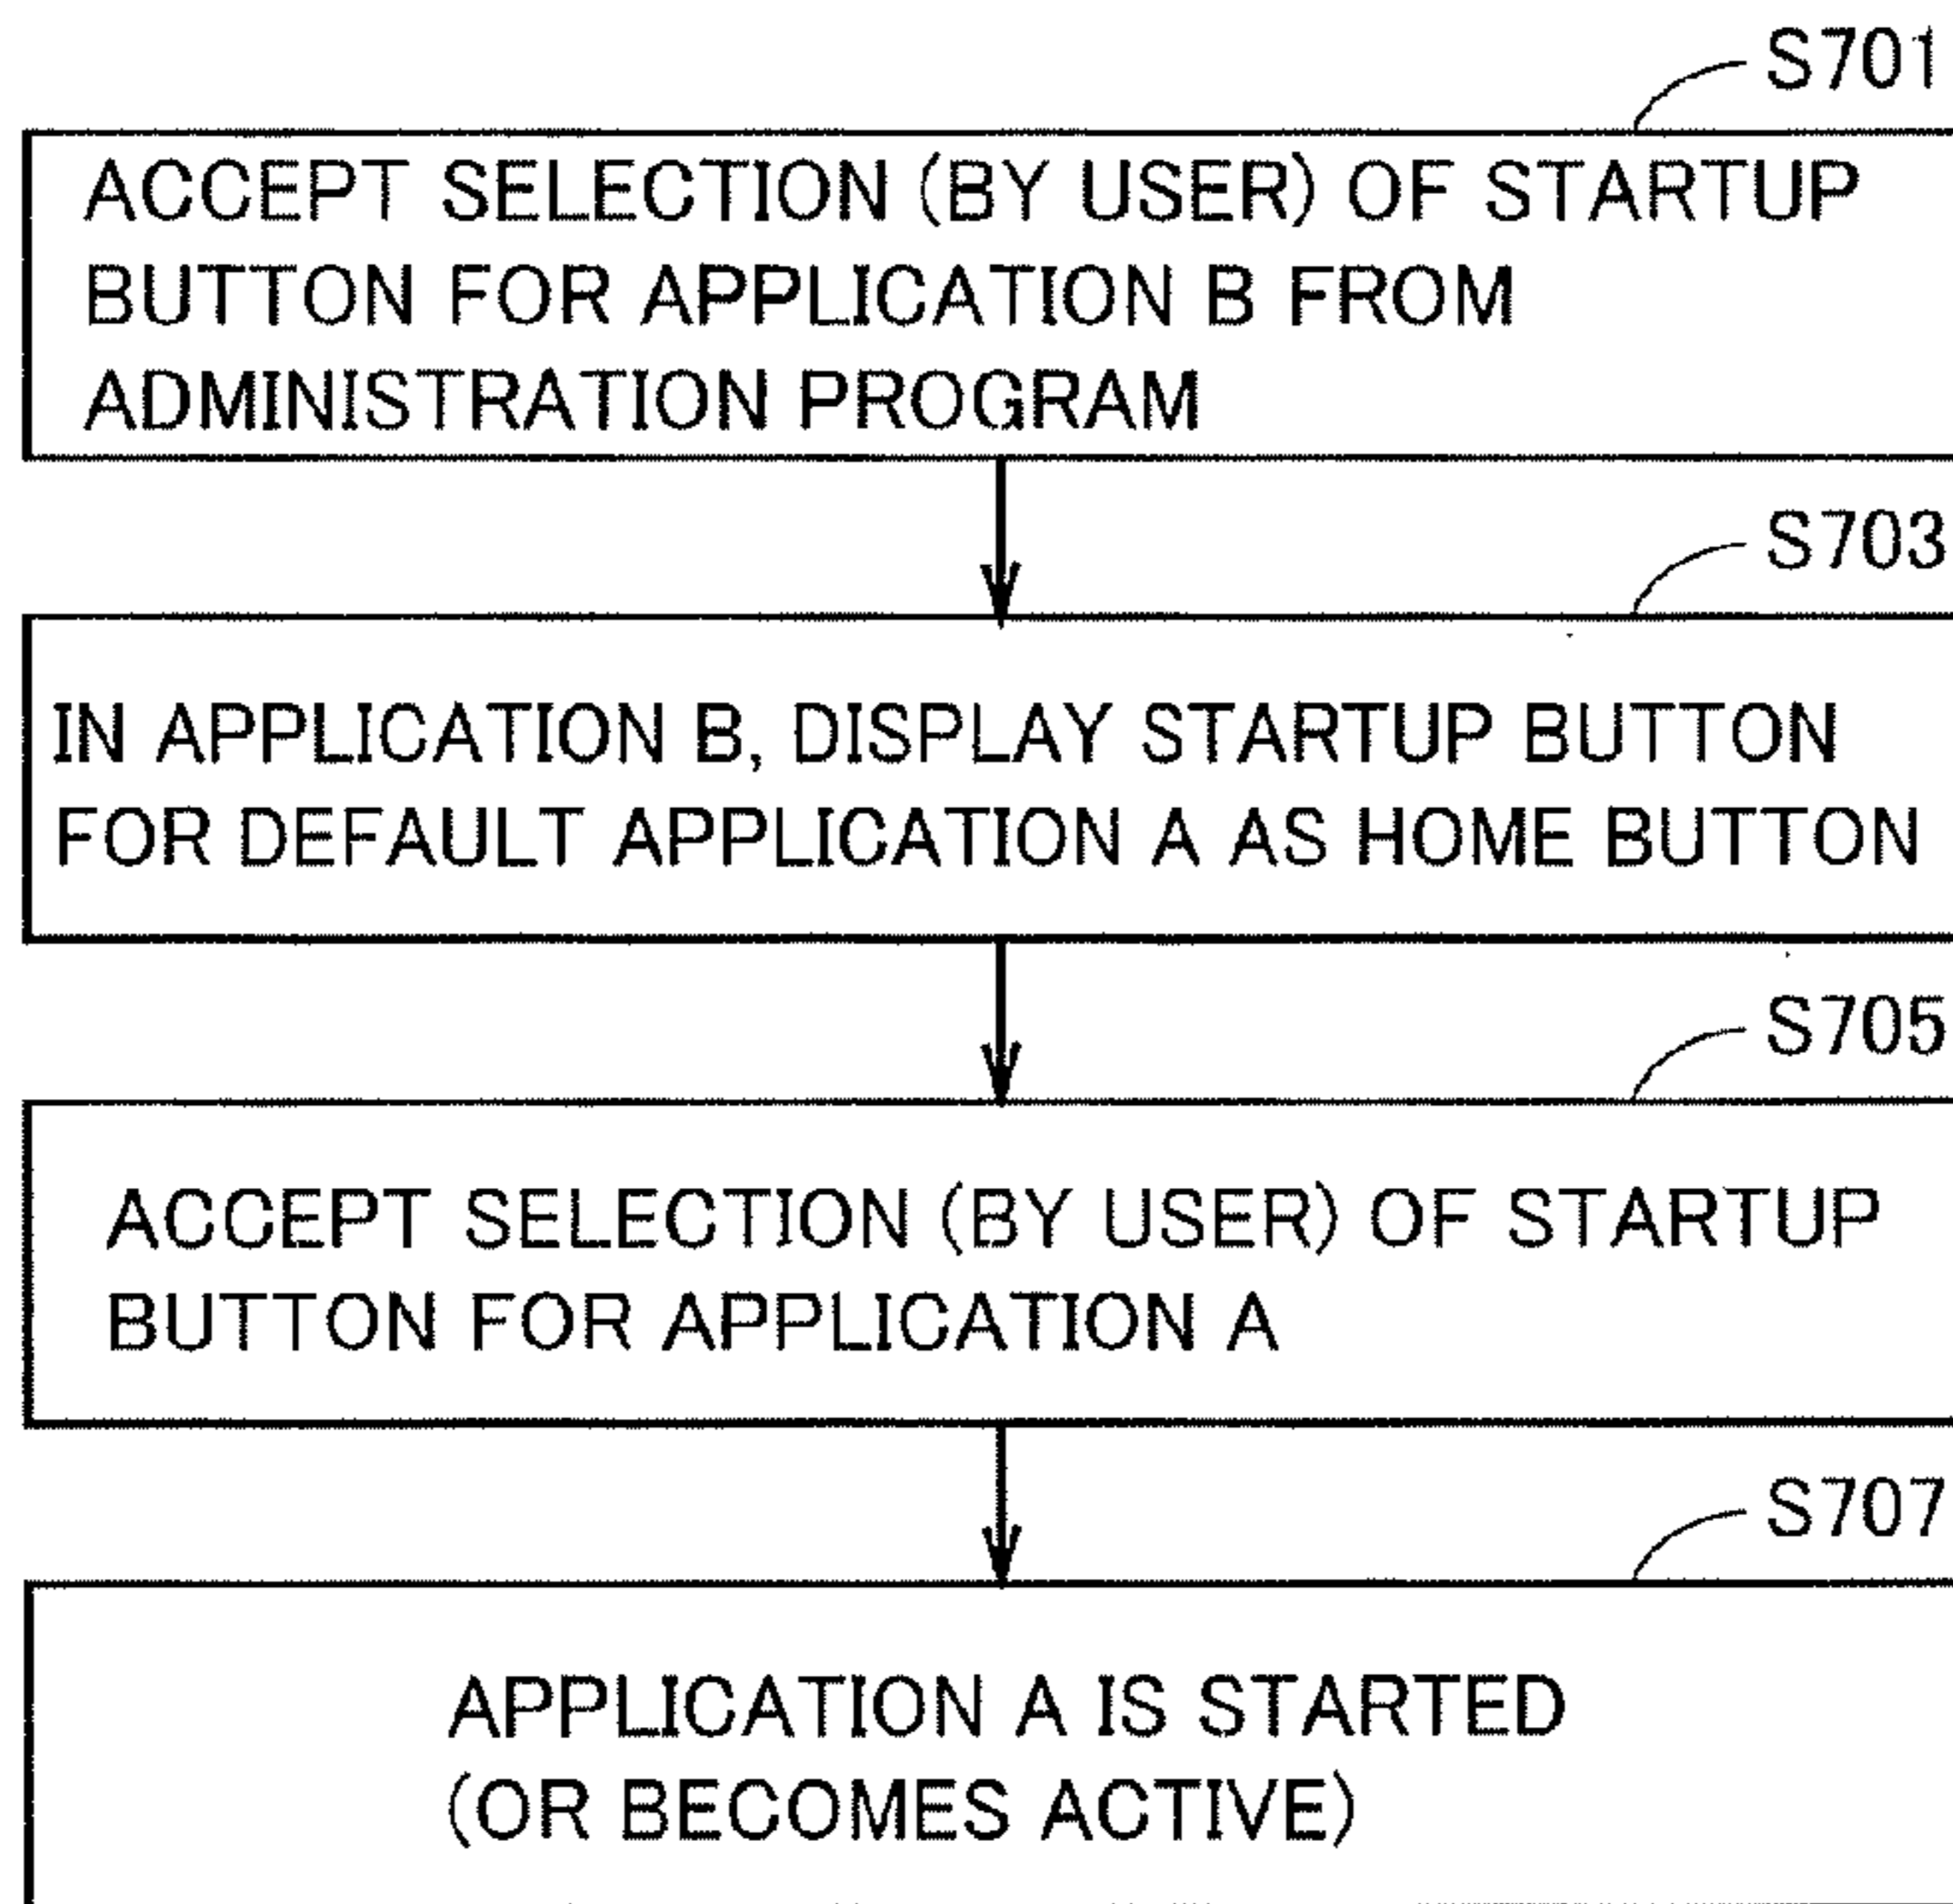 S701
ACCEPT SELECTION (BY USER) OF STARTUP
BUTTON FOR APPLICATION B FROM
ADMINISTRATION PROGRAM
S703
IN APPLICATION B, DISPLAY STARTUP BUTTON
FOR DEFAULT APPLICATION A AS HOME BUTTON
S705
ACCEPT SELECTION (BY USER) OF STARTUP
BUTTON FOR APPLICATION A
S707
APPLICATION A IS STARTED
(OR BECOMES ACTIVE)